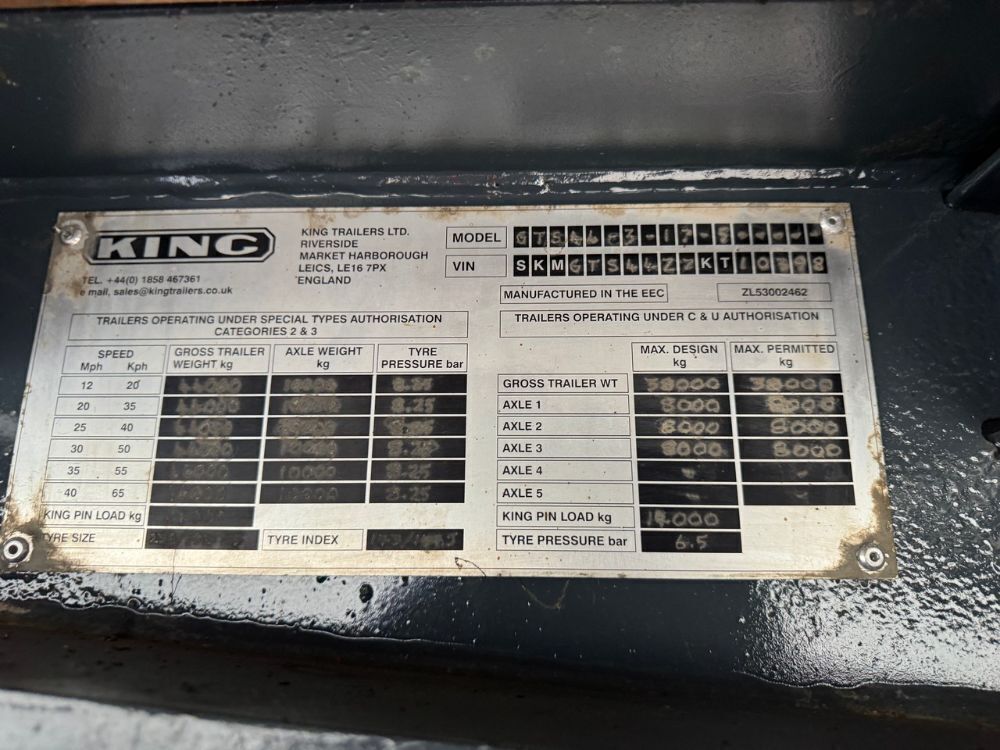 KING
TEL. +44(0) 1858 467361
e mail, sales@kingtrailers.co.uk
KING TRAILERS LTD.
RIVERSIDE
MARKET HARBOROUGH
LEICS, LE16 7PX
ENGLAND
MODEL
VIN
MANUFACTURED IN THE EEC ZL53002462
TRAILERS OPERATING UNDER SPECIAL TYPES AUTHORISATION
CATEGORIES 2 & 3
SPEED
Mph Kph
GROSS TRAILER
WEIGHT kg
AXLE WEIGHT
kg
TYRE
PRESSURE bar
12 20 8.25
20 35 8.25
25 40 8.25
30 50 8.25
35 55 10000 8.25
40 65 8.25
KING PIN LOAD kg
TYRE SIZE TYRE INDEX
TRAILERS OPERATING UNDER C & U AUTHORISATION
MAX. DESIGN
kg
MAX. PERMITTED
kg
GROSS TRAILER WT 38000 38000
AXLE 1 8000 8000
AXLE 2 8000 8000
AXLE 3 8000 8000
AXLE 4 - -
AXLE 5 - -
KING PIN LOAD kg 14000
TYRE PRESSURE bar 6.5